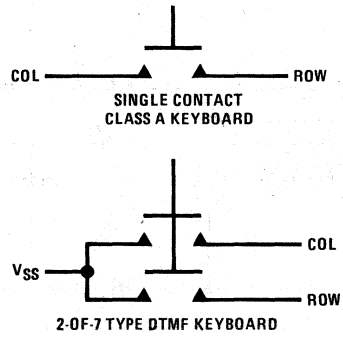 COL ROW
SINGLE CONTACT
CLASS A KEYBOARD
COL
VSS
ROW
2-OF-7 TYPE DTMF KEYBOARD